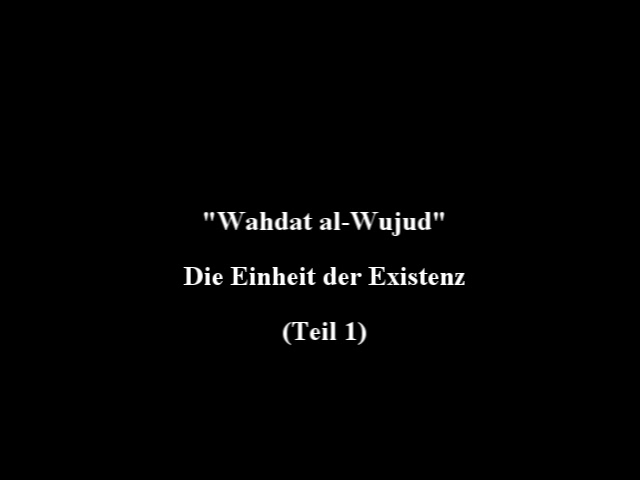 "Wahdat al-Wujud"
Die Einheit der Existenz
(Teil 1)